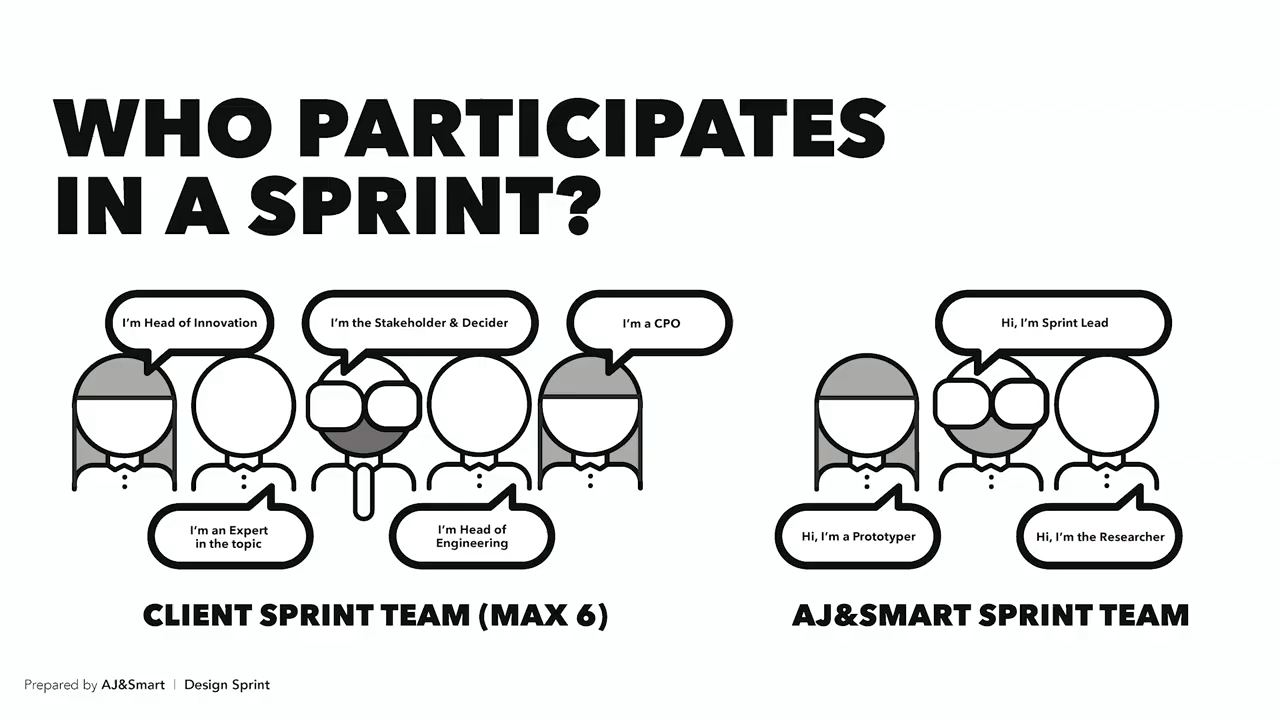 WHO PARTICIPATES
IN A SPRINT?
I'm Head of Innovation
I'm the Stakeholder & Decider
I'm a CPO
Hi, I'm Sprint Lead
I'm an Expert
in the topic
I'm Head of
Engineering
Hi, I'm a Prototyper
Hi, I'm the Researcher
CLIENT SPRINT TEAM (MAX 6)
AJ&SMART SPRINT TEAM
Prepared by AJ&Smart | Design Sprint